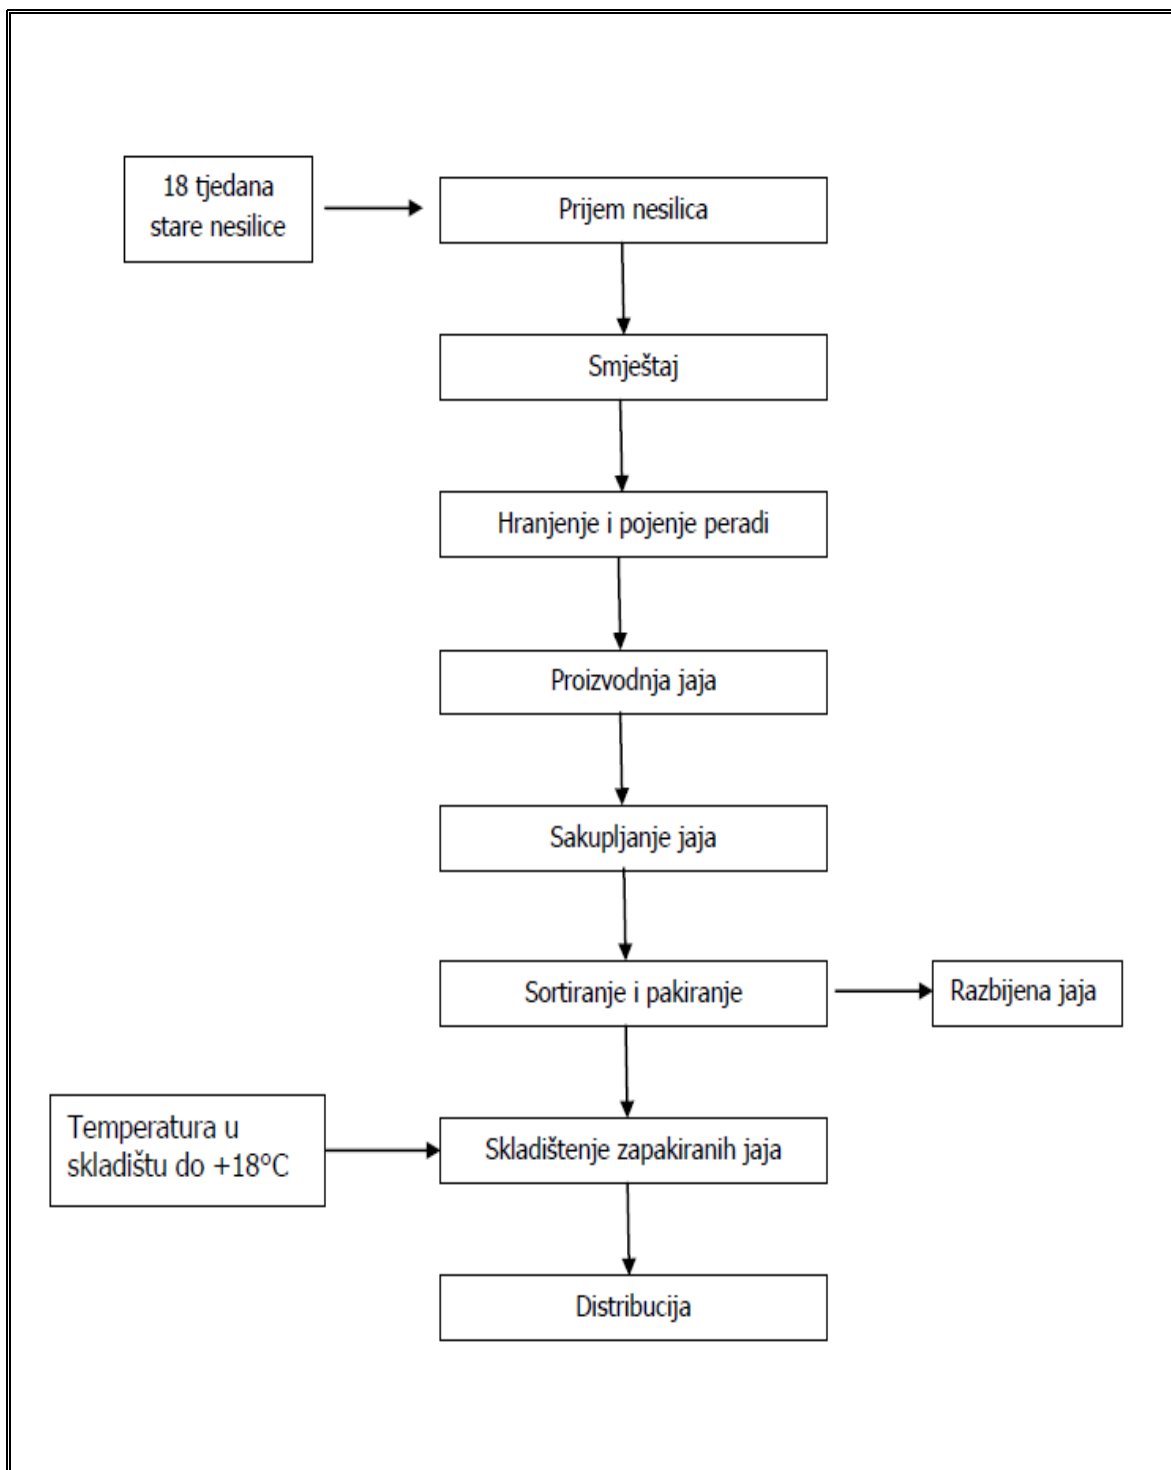 18 tjedana
stare nesilice
Prijem nesilica
Smještaj
Hranjenje i pojenje peradi
Proizvodnja jaja
Sakupljanje jaja
Sortiranje i pakiranje
Razbijena jaja
Temperatura u
skladištu do +18°C
Skladištenje zapakiranih jaja
Distribucija